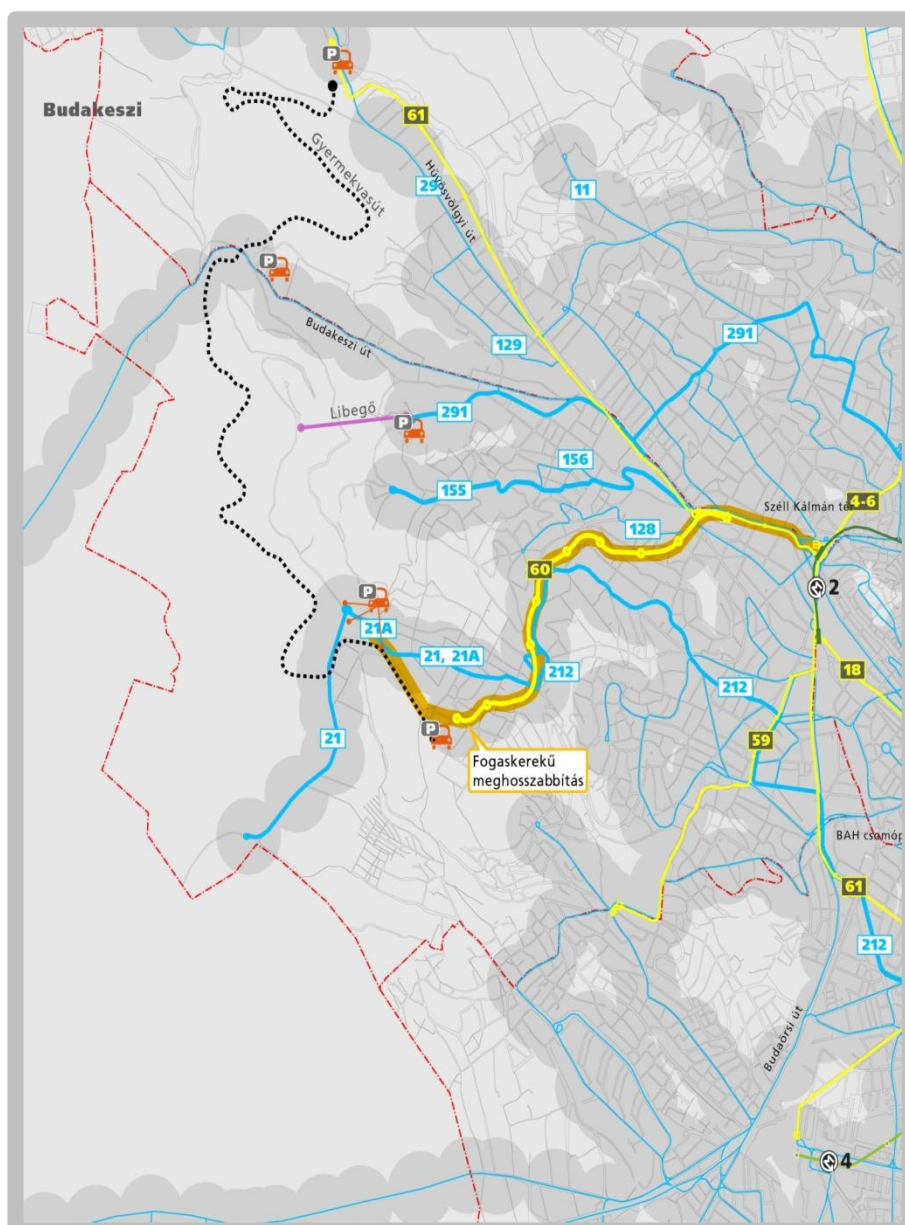 P
Budakeszi
61
Gyermekvasút
29
Hűvösvölgyi út
11
P
Budakeszi út
129
291
Libegő
291
P
156
155
4-6
Széll Kálmán tér
128
60
2
P
21A
21, 21A
212
18
212
21
59
P
Fogaskerekű
meghosszabbítás
BAH csomóp
61
212
Budaörsi út
4